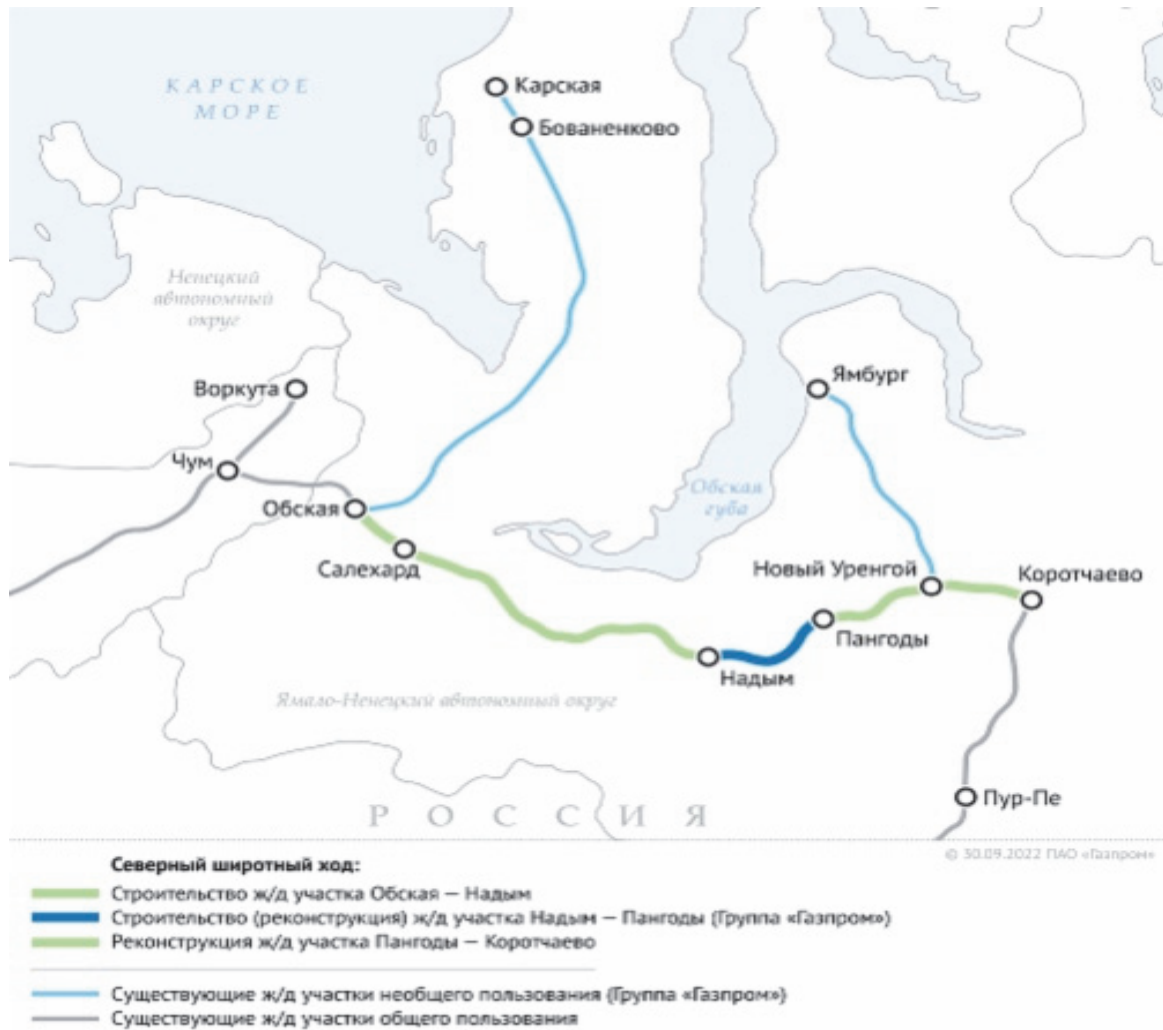 КАРСКОЕ
МОРЕ
Карская
Бованенково
Ненецкий
автономный
округ
Воркута
Ямбург
Чум
Обская
Обская
губа
Салехард
Новый Уренгой
Коротчаево
Пангоды
Надым
Ямало-Ненецкий автономный округ
Пур-Пе
РОССИЯ
© 30.09.2022 ПАО «Газпром»
Северный широтный ход:
Строительство ж/д участка Обская — Надым
Строительство (реконструкция) ж/д участка Надым — Пангоды (Группа «Газпром»)
Реконструкция ж/д участка Пангоды — Коротчаево
Существующие ж/д участки необщего пользования (Группа «Газпром»)
Существующие ж/д участки общего пользования